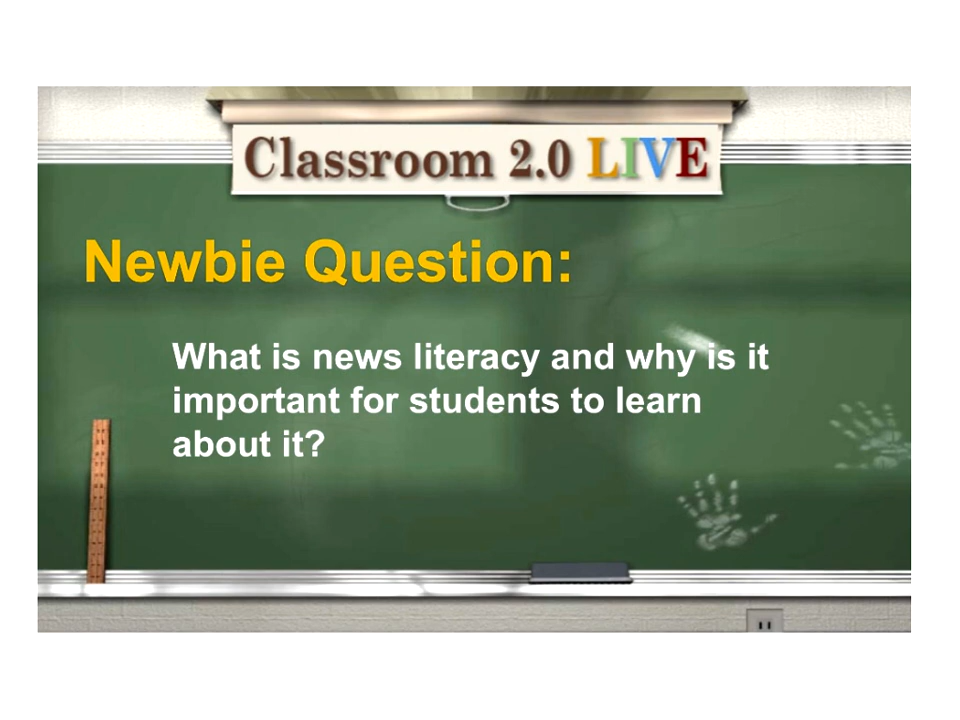 Classroom 2.0 LIVE
Newbie Question:
What is news literacy and why is it
important for students to learn
about it?